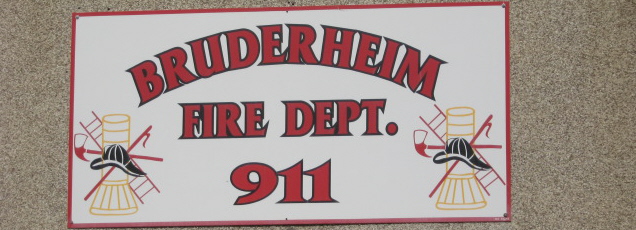 BRUDERHEIM
FIRE DEPT.
911